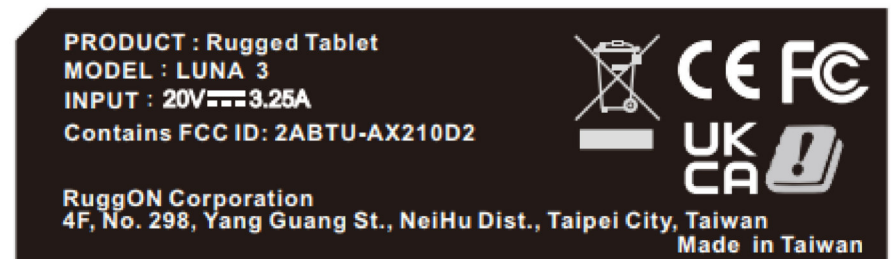 PRODUCT : Rugged Tablet
MODEL : LUNA 3
INPUT : 20V⎓3.25A
Contains FCC ID: 2ABTU-AX210D2
CE FC
UK
CA
RuggON Corporation
4F, No. 298, Yang Guang St., NeiHu Dist., Taipei City, Taiwan
Made in Taiwan